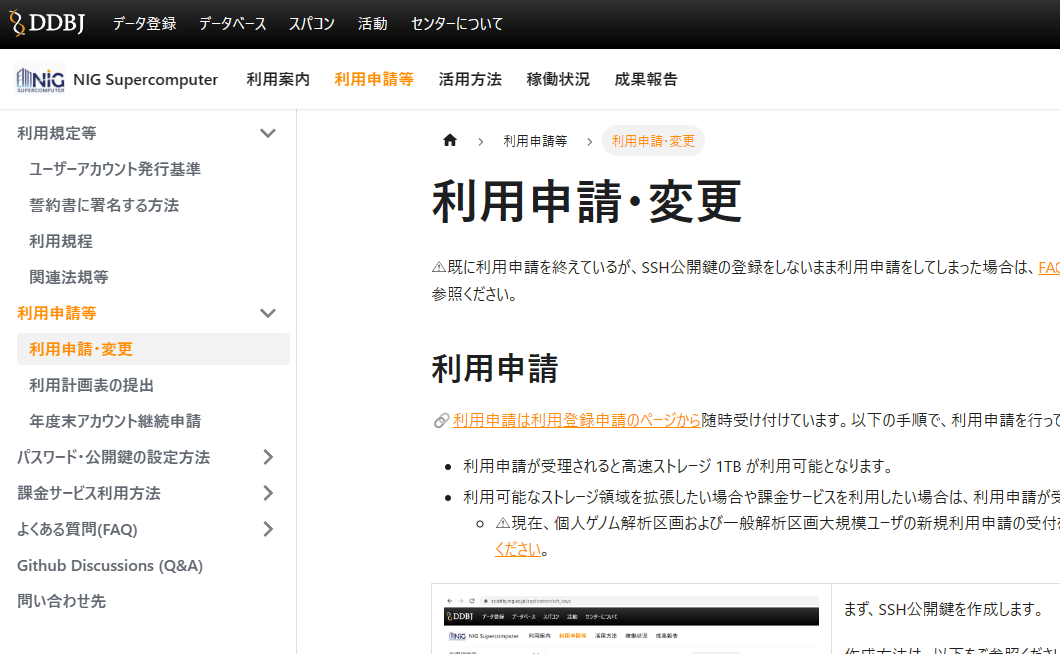 DDBJ データ登録 データベース スパコン 活動 センターについて
NIG SUPERCOMPUTER NIG Supercomputer 利用案内 利用申請等 活用方法 稼働状況 成果報告
利用規定等
ユーザーアカウント発行基準
誓約書に署名する方法
利用規程
関連法規等
利用申請等
利用申請・変更
利用計画表の提出
年度末アカウント継続申請
パスワード・公開鍵の設定方法
課金サービス利用方法
よくある質問(FAQ)
Github Discussions (Q&A)
問い合わせ先
利用申請等 利用申請・変更
利用申請・変更
⚠既に利用申請を終えているが、SSH公開鍵の登録をしないまま利用申請をしてしまった場合は、FAQ
参照ください。
利用申請
🔗利用申請は利用登録申請のページから随時受け付けています。以下の手順で、利用申請を行って
利用申請が受理されると高速ストレージ 1TB が利用可能となります。
利用可能なストレージ領域を拡張したい場合や課金サービスを利用したい場合は、利用申請が受
⚠現在、個人ゲノム解析区画および一般解析区画大規模ユーザの新規利用申請の受付を
ください。
DDBJ データ登録 データベース スパコン 活動 センターについて
NIG Supercomputer 利用案内 利用申請等 活用方法 稼働状況 成果報告
まず、SSH公開鍵を作成します。
作成方法は、以下をご参照ください